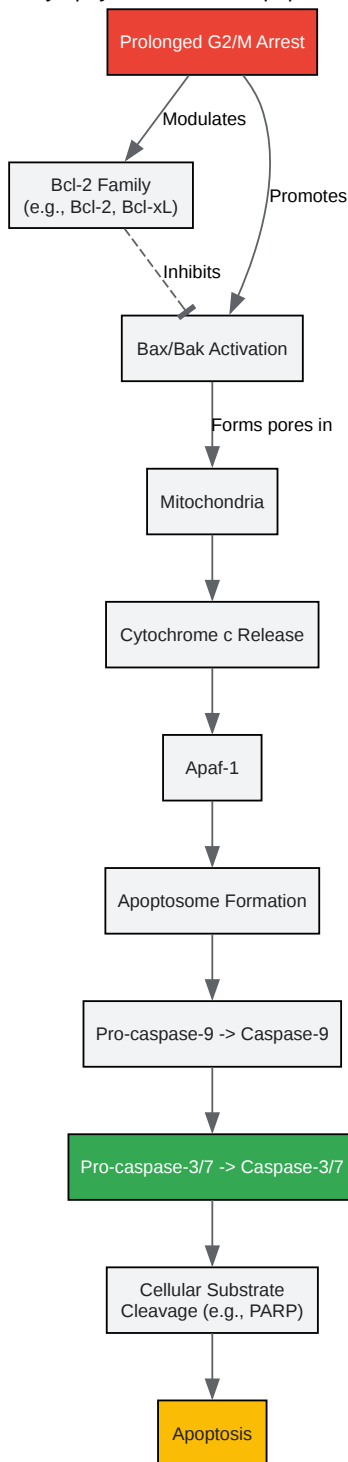 Prolonged G2/M Arrest
Modulates
Bcl-2 Family
(e.g., Bcl-2, Bcl-xL)
Promotes
Inhibits
Bax/Bak Activation
Forms pores in
Mitochondria
Cytochrome c Release
Apaf-1
Apoptosome Formation
Pro-caspase-9 -> Caspase-9
Pro-caspase-3/7 -> Caspase-3/7
Cellular Substrate
Cleavage (e.g., PARP)
Apoptosis